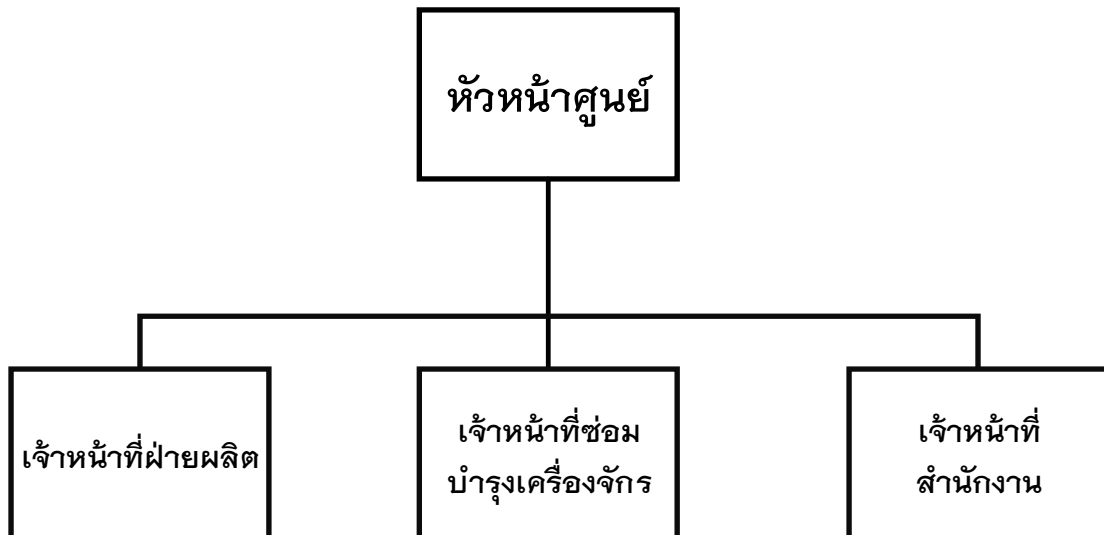 หัวหน้าศูนย์
เจ้าหน้าที่ฝ่ายผลิต
เจ้าหน้าที่ซ่อม
บำรุงเครื่องจักร
เจ้าหน้าที่
สำนักงาน